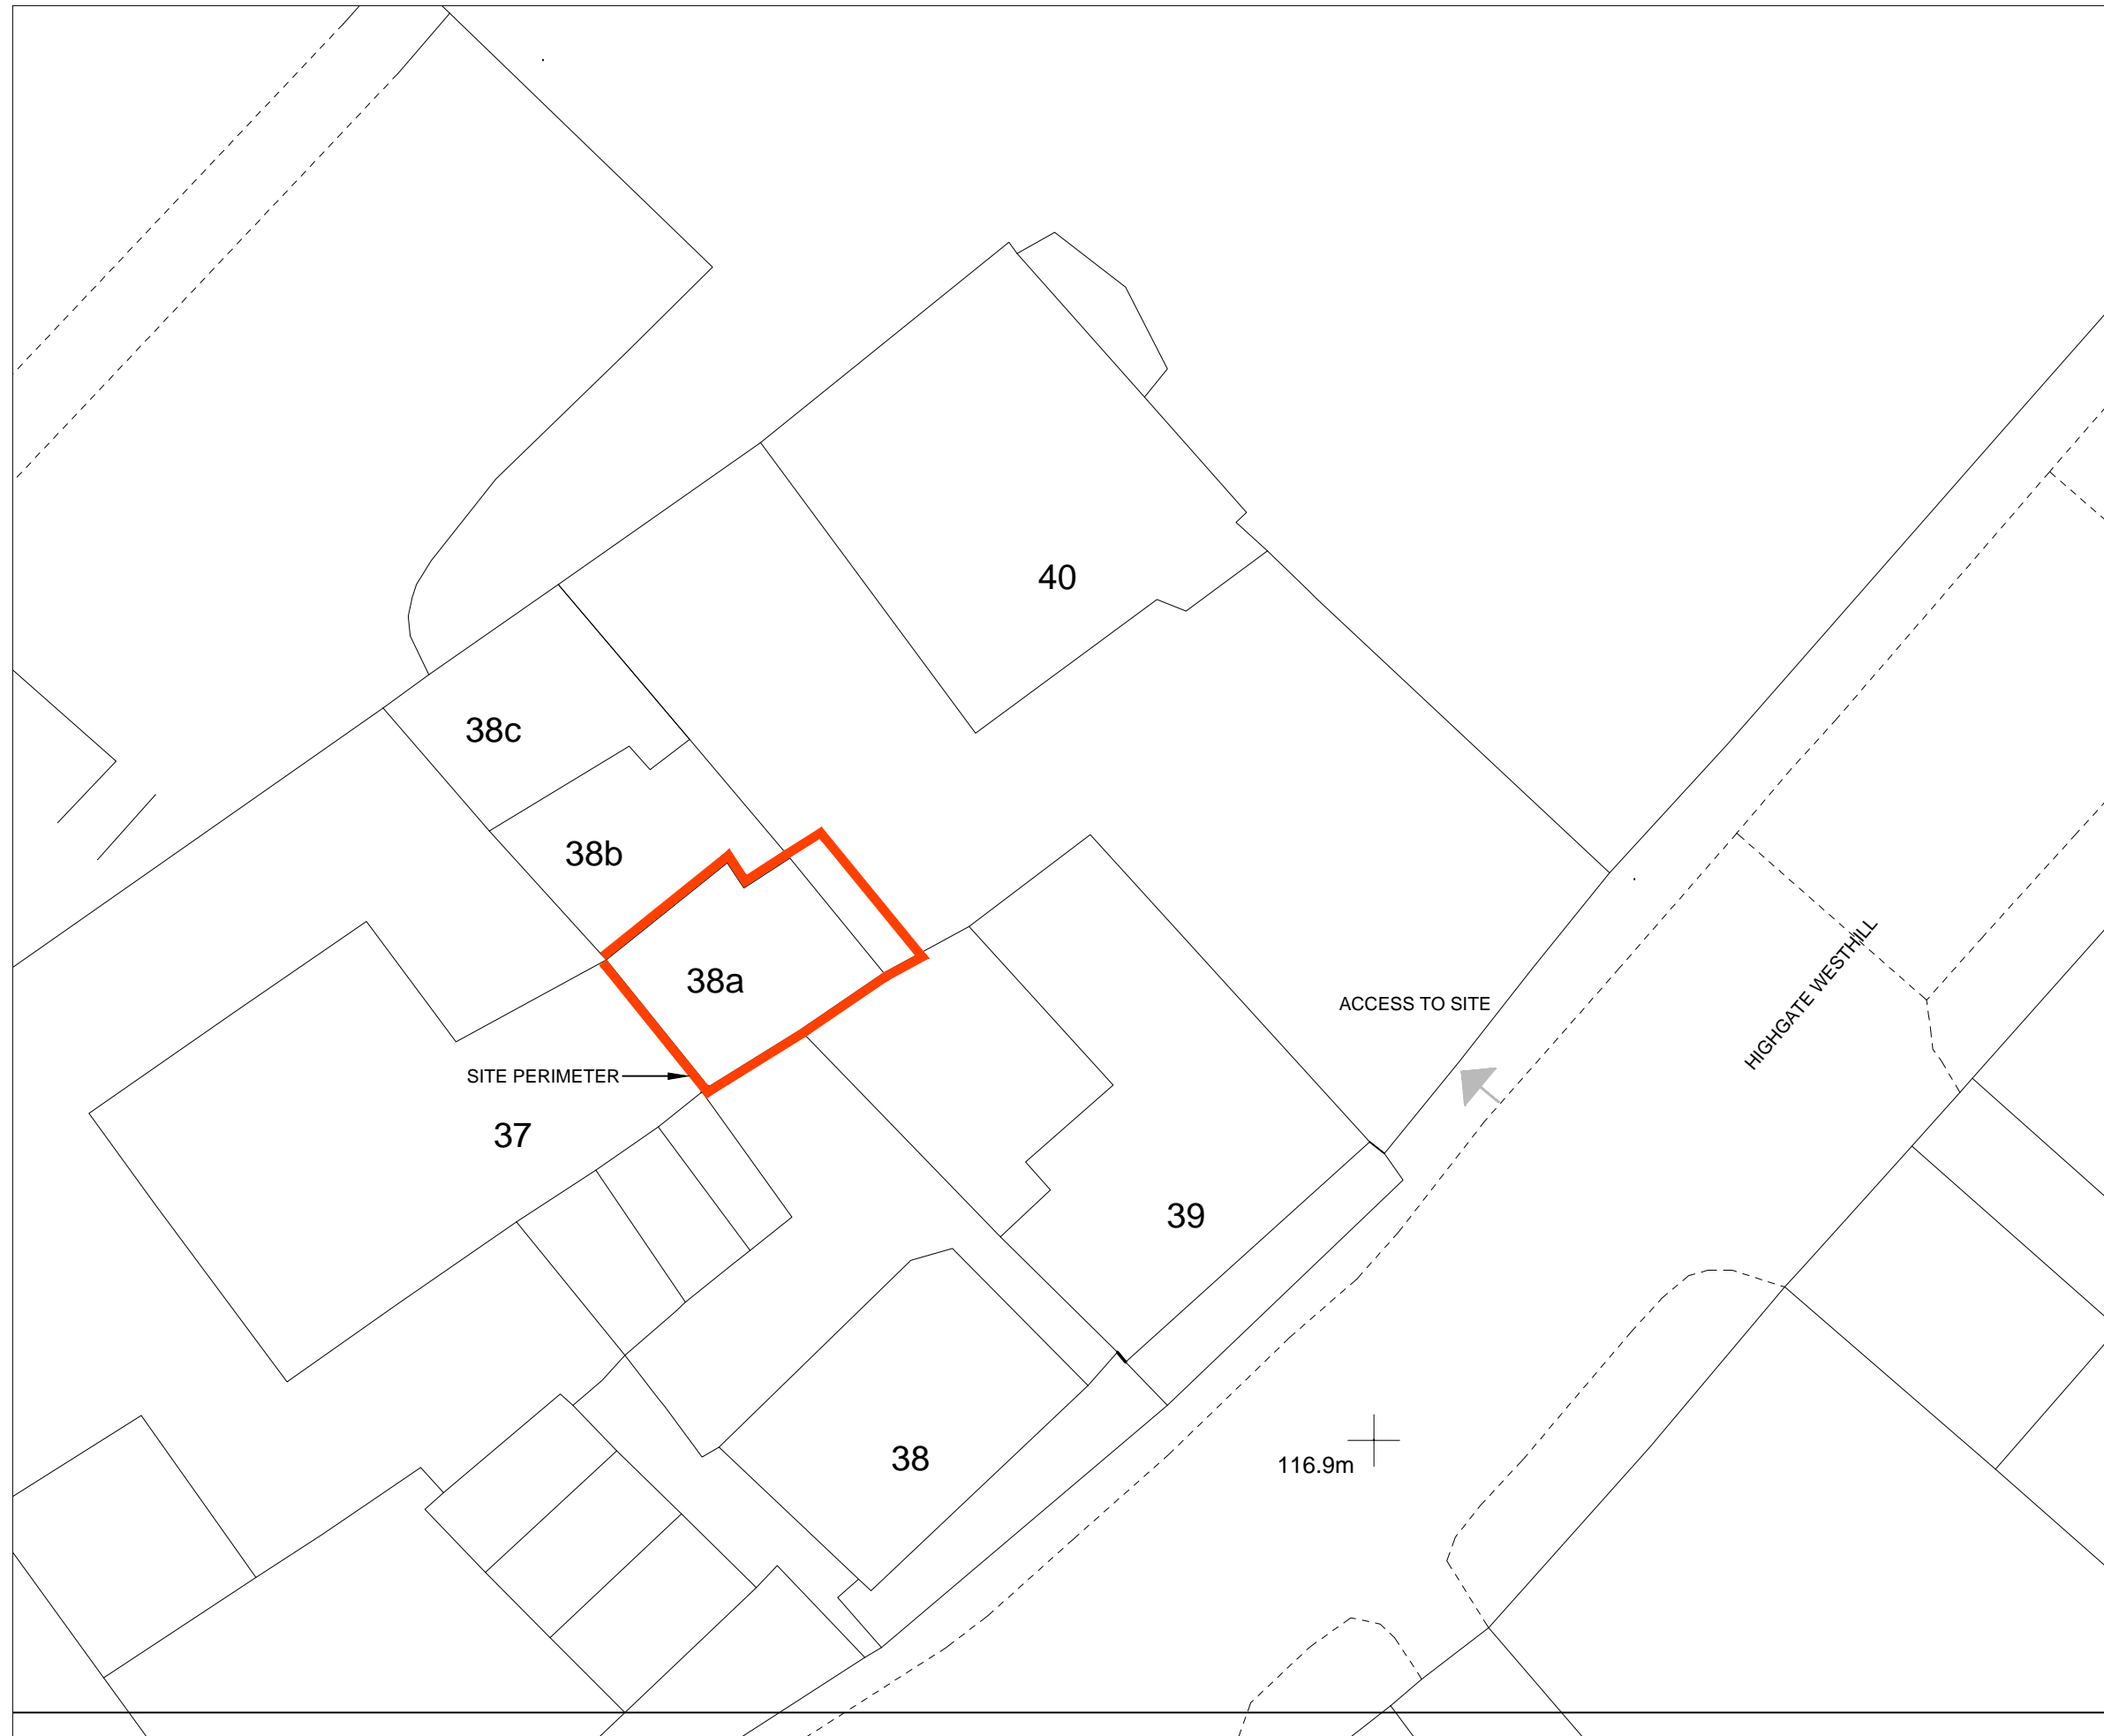 40
38c
38b
38a
ACCESS TO SITE
HIGHGATE WESTHILL
SITE PERIMETER
37
39
38
116.9m